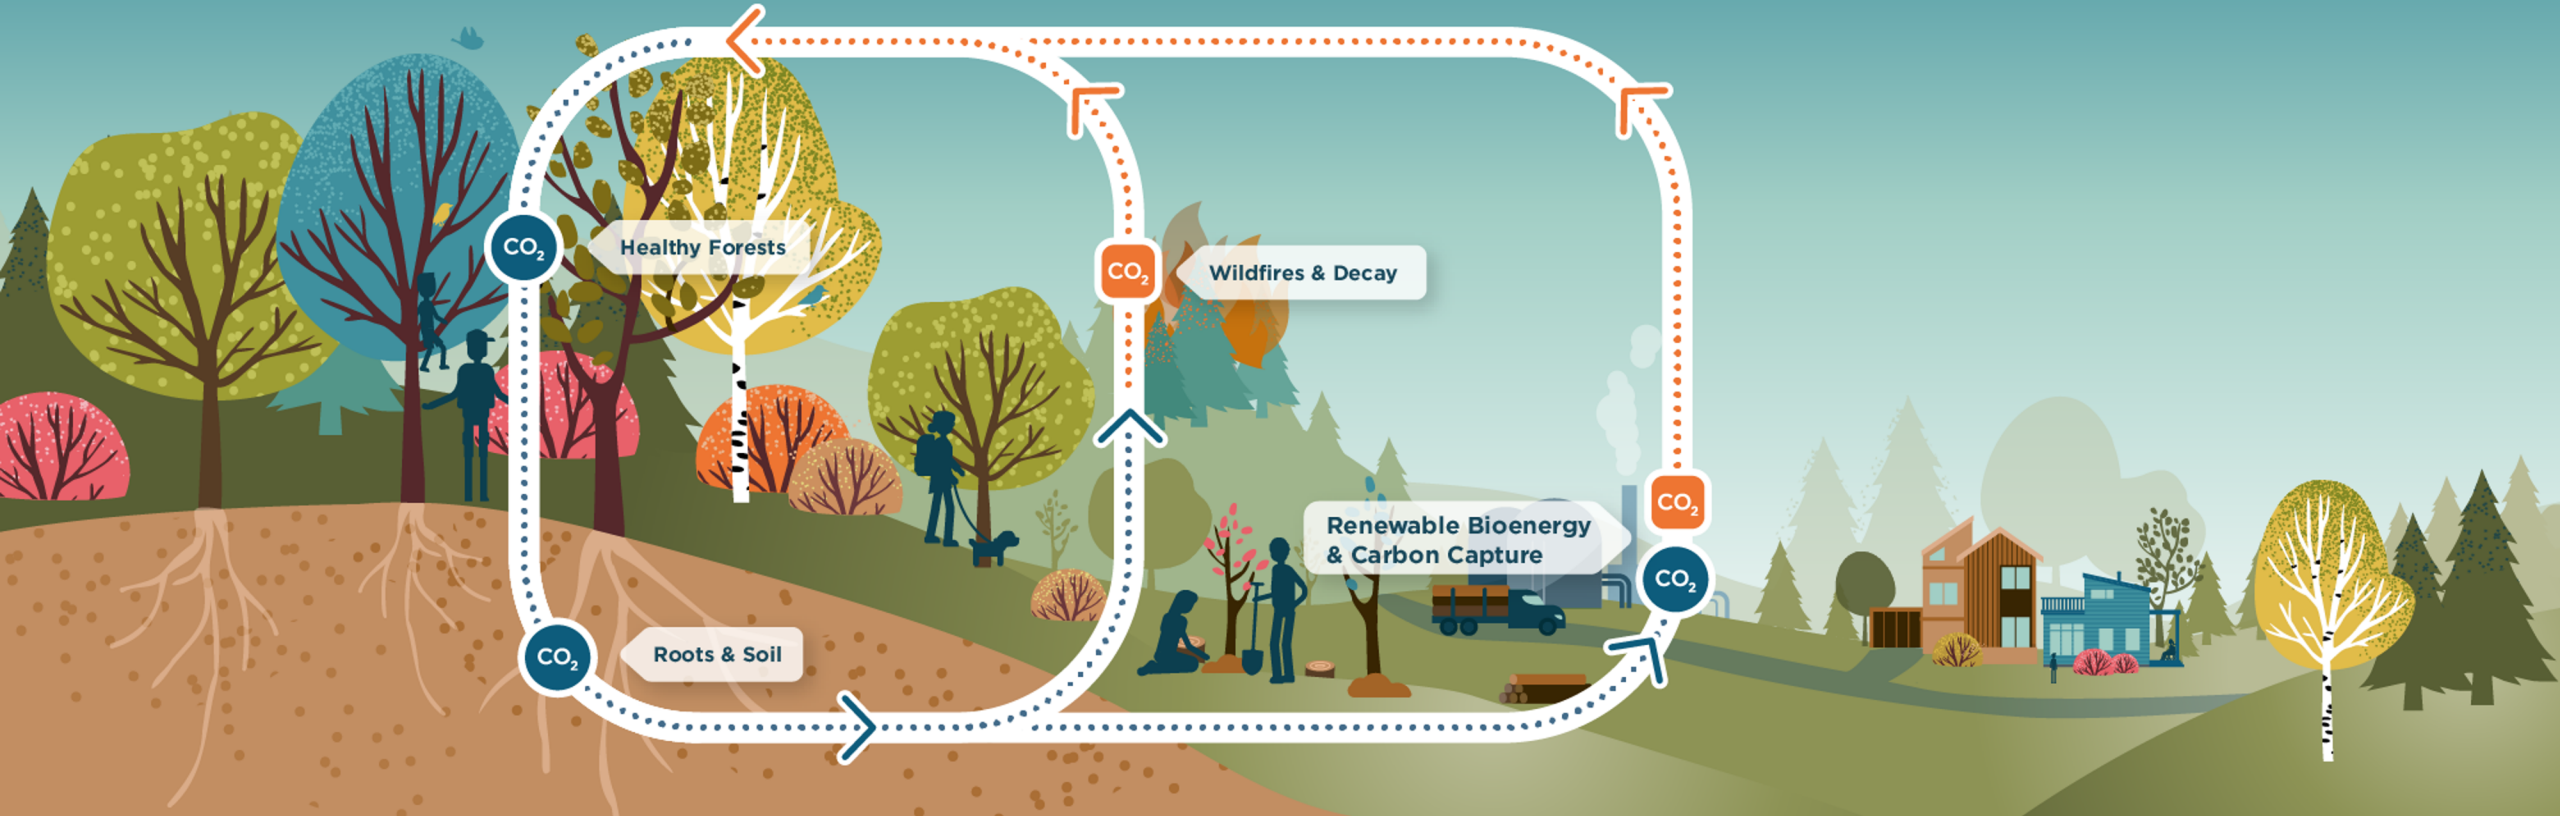 CO₂
Healthy Forests
CO₂
Wildfires & Decay
CO₂
Renewable Bioenergy
& Carbon Capture
CO₂
CO₂
Roots & Soil